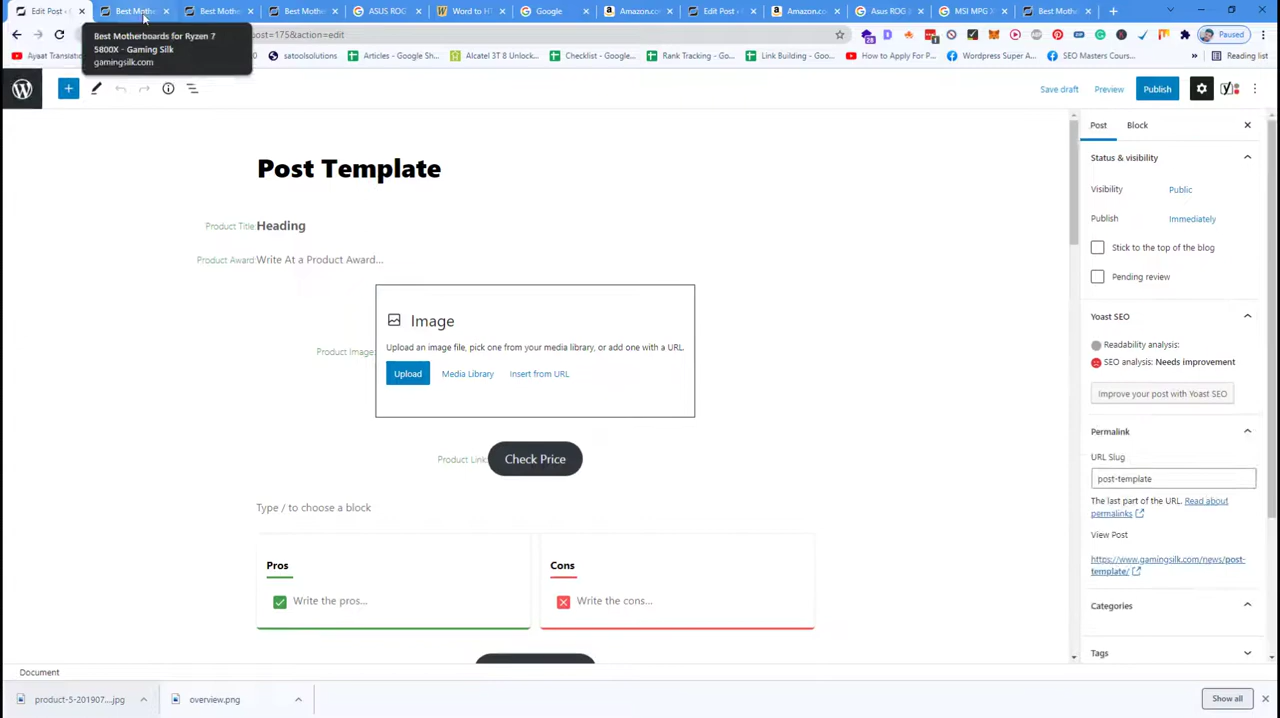 Edit Post ‹
Best Mothe
Best Mothe
Best Mother
ASUS ROG
Word to HT
Google
Amazon.co
Edit Post ‹
Amazon.co
Asus ROG
MSI MPG X
Best Mothe
post=175&action=edit
Paused
Best Motherboards for Ryzen 7
5800X - Gaming Silk
gamingsilk.com
Ayaat Tutorials
satoolsolutions
Articles - Google S...
Alcatel 3T 8 Unlock...
Checklist - Google...
Rank Tracking - Go...
Link Building - Goo...
How to Apply For P...
Wordpress Super A...
SEO Masters Cours...
»
Reading list
Save draft
Preview
Publish
Post
Block
Post Template
Status & visibility
Visibility
Public
Publish
Immediately
Stick to the top of the blog
Pending review
Product Title: Heading
Product Award: Write At a Product Award...
Image
Upload an image file, pick one from your media library, or add one with a URL.
Product Image:
Upload
Media Library
Insert from URL
Product Link:
Check Price
Type / to choose a block
Pros
Write the pros...
Cons
Write the cons...
Yoast SEO
Readability analysis:
SEO analysis: Needs improvement
Improve your post with Yoast SEO
Permalink
URL Slug
post-template
The last part of the URL. Read about
permalinks
View Post
https://www.gamingsilk.com/news/post-
template/
Categories
Tags
Document
product-5-201907....jpg
overview.png
Show all